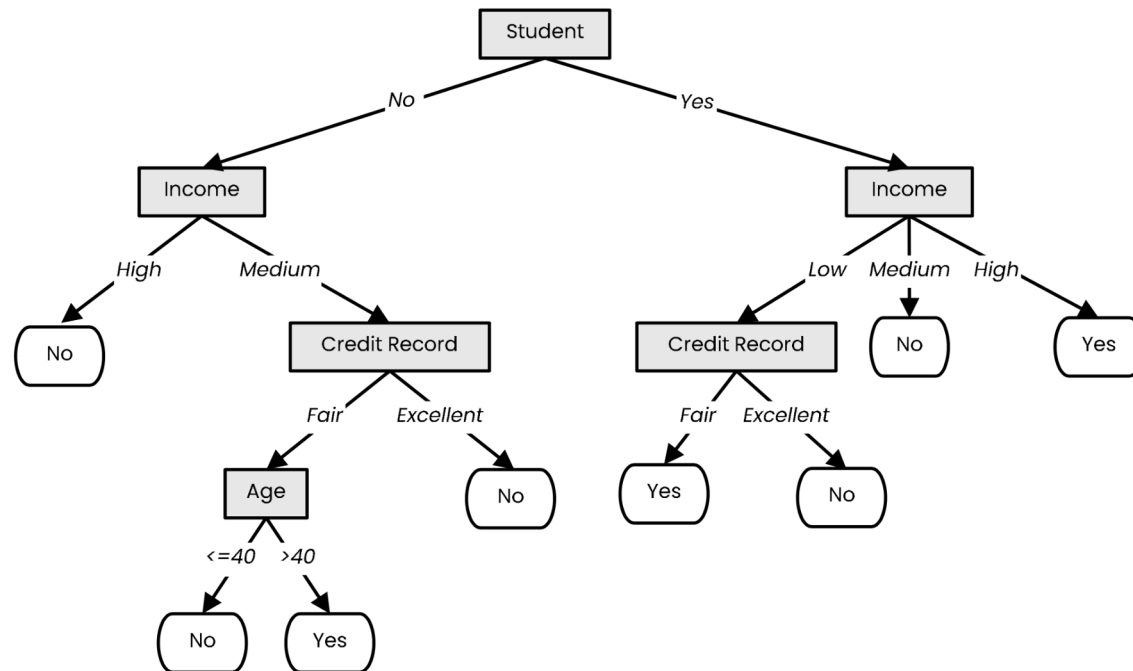 Student
No
Yes
Income
Income
High
Medium
Low
Medium
High
No
Credit Record
Credit Record
No
Yes
Fair
Excellent
Fair
Excellent
Age
No
Yes
No
<=40
>40
No
Yes